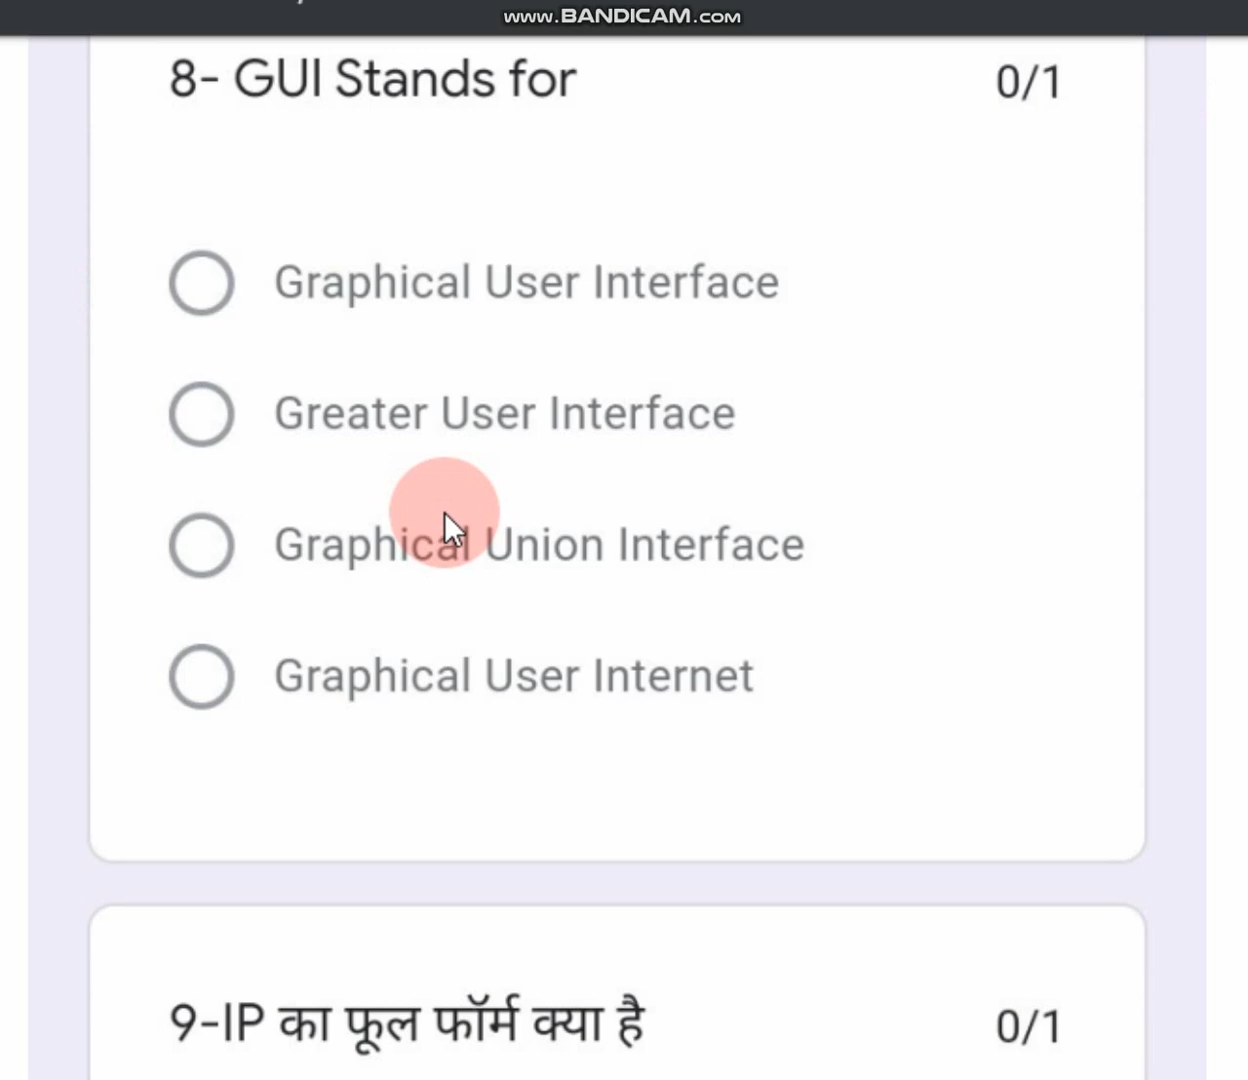 www.BANDICAM.com
8- GUI Stands for
0/1
Graphical User Interface
Greater User Interface
Graphical Union Interface
Graphical User Internet
9-IP का फूल फॉर्म क्या है
0/1